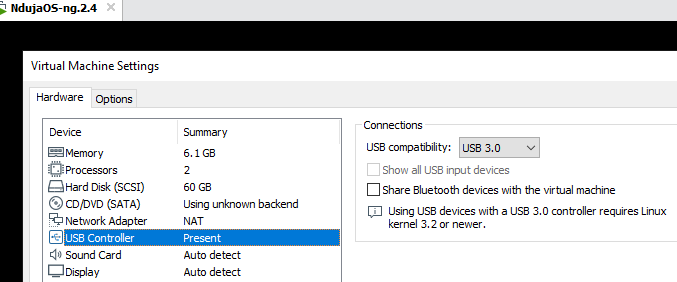 NdujaOS-ng.2.4
Virtual Machine Settings
Hardware Options
Device Summary
Memory 6.1 GB
Processors 2
Hard Disk (SCSI) 60 GB
CD/DVD (SATA) Using unknown backend
Network Adapter NAT
USB Controller Present
Sound Card Auto detect
Display Auto detect
Connections
USB compatibility: USB 3.0
Show all USB input devices
Share Bluetooth devices with the virtual machine
Using USB devices with a USB 3.0 controller requires Linux
kernel 3.2 or newer.